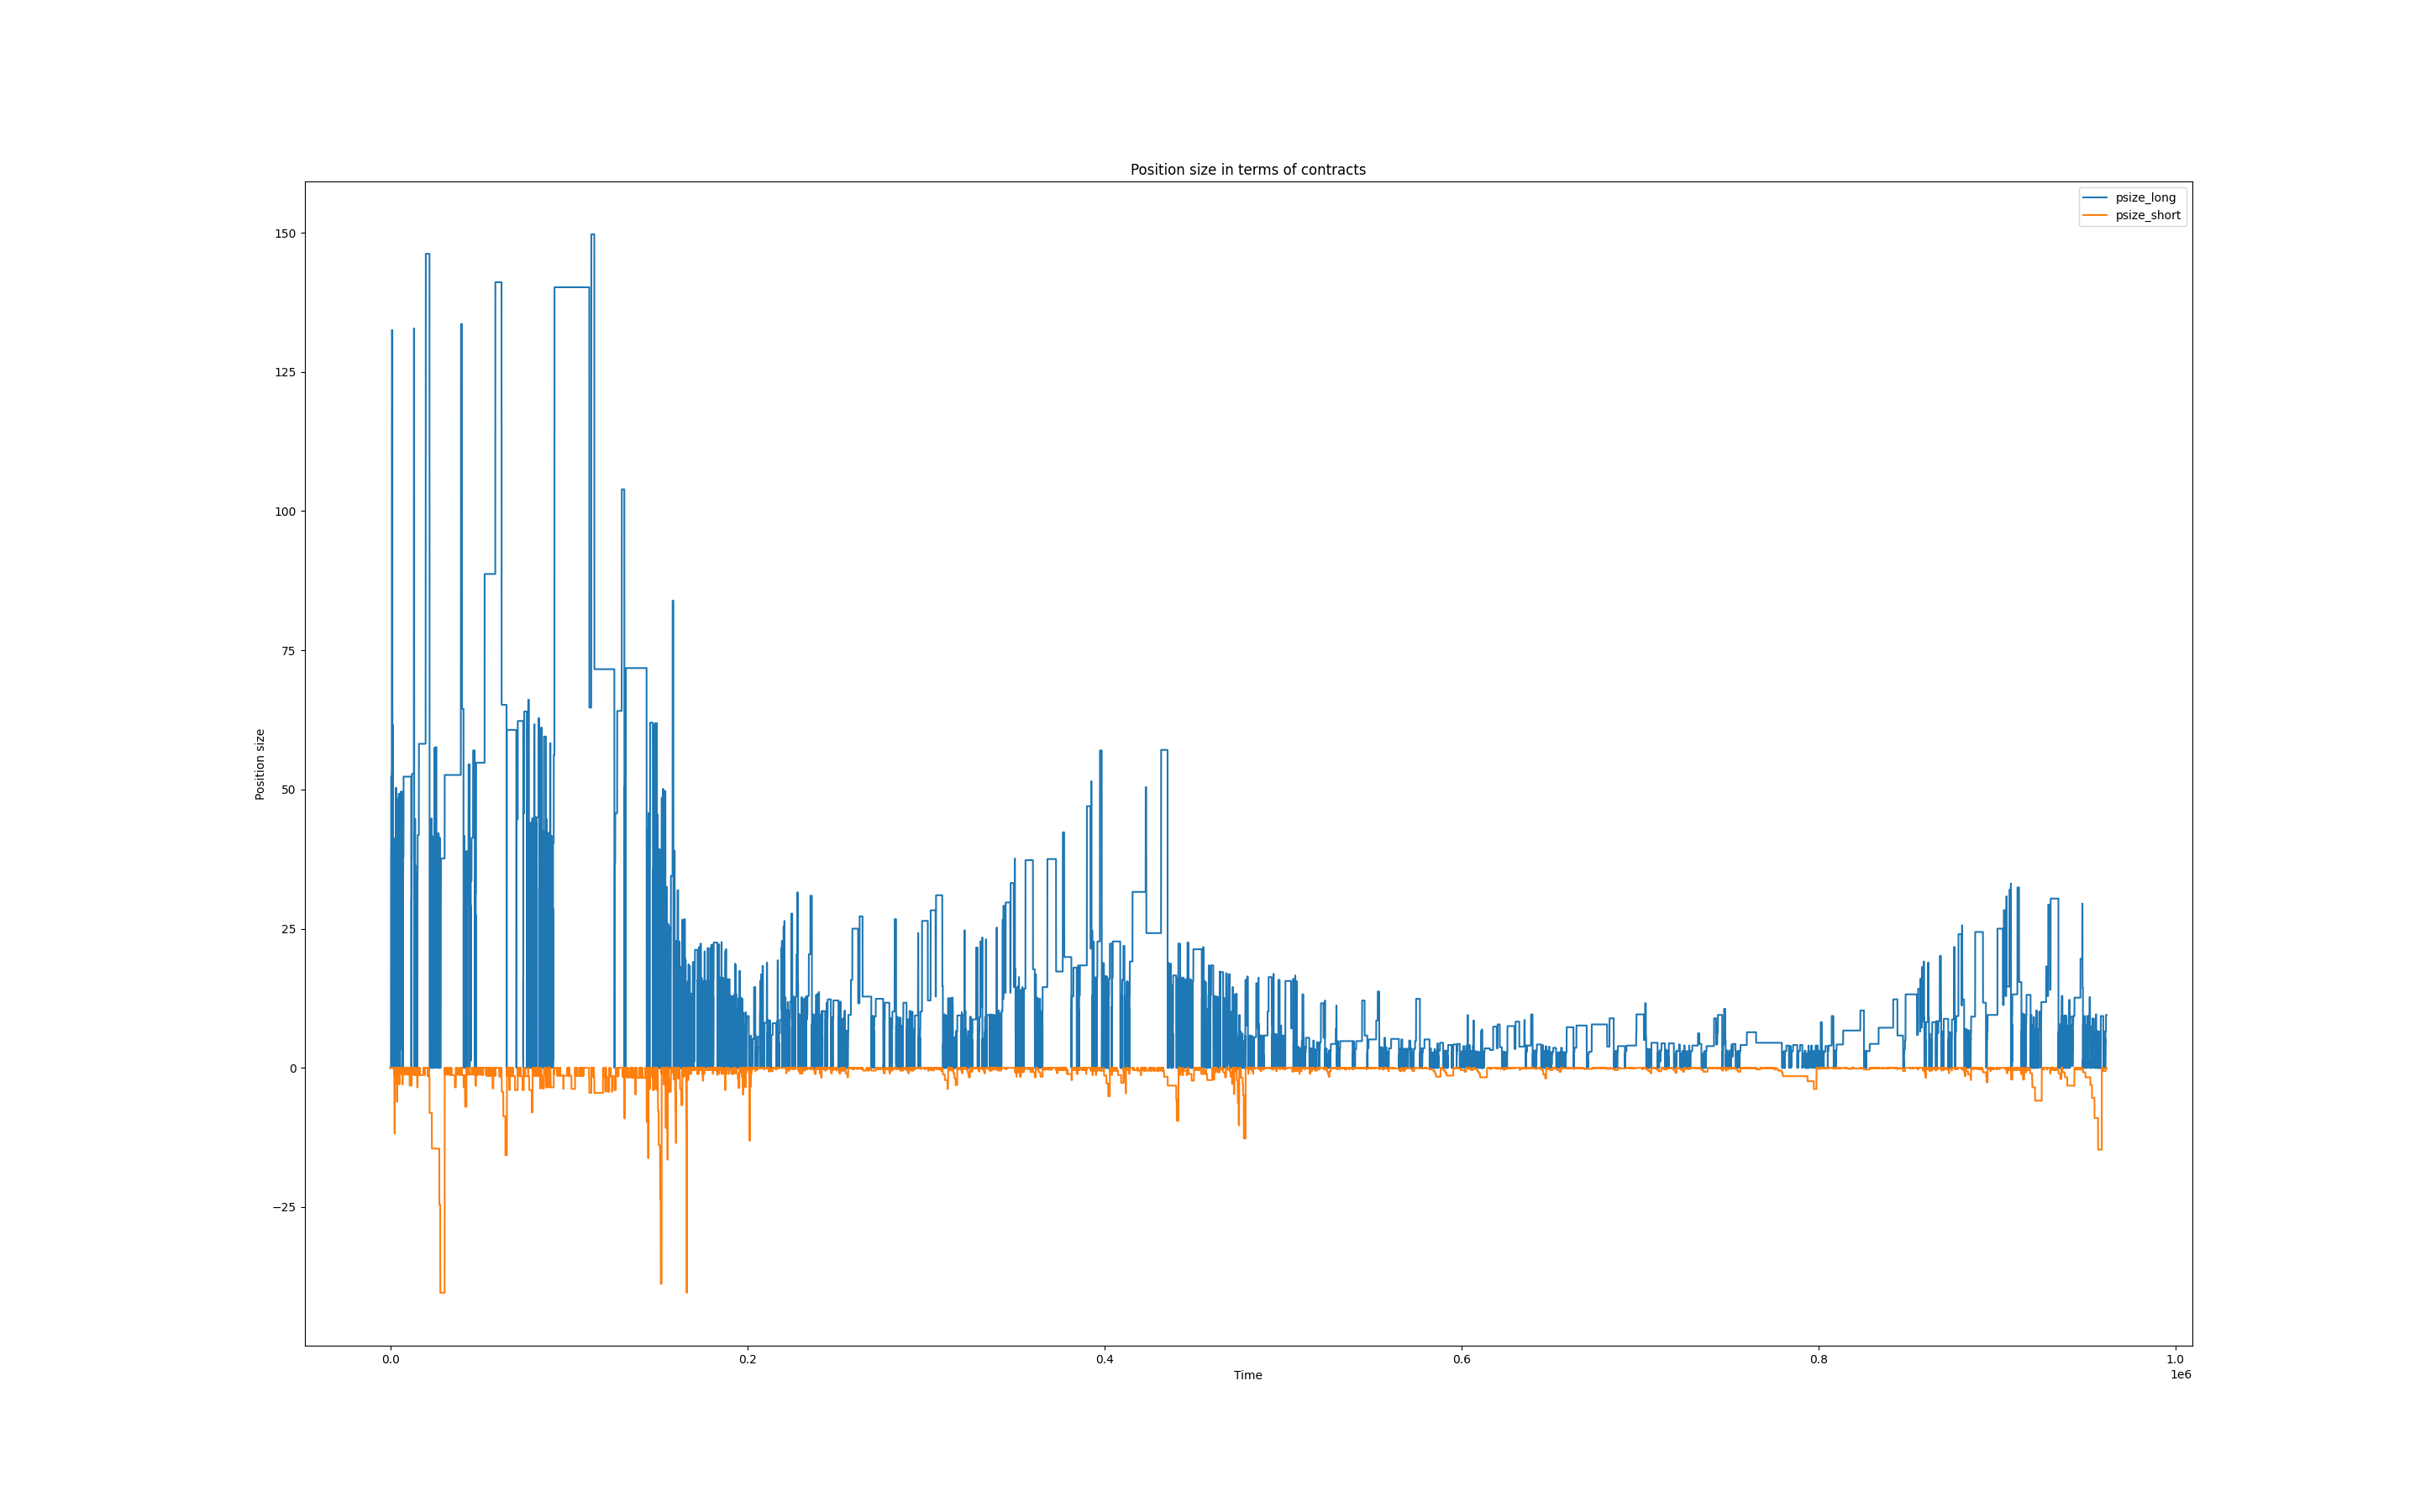 Position size in terms of contracts
psize_long
psize_short
150
125
100
75
50
25
0
−25
Position size
0.0
0.2
0.4
0.6
0.8
1.0
Time
1e6